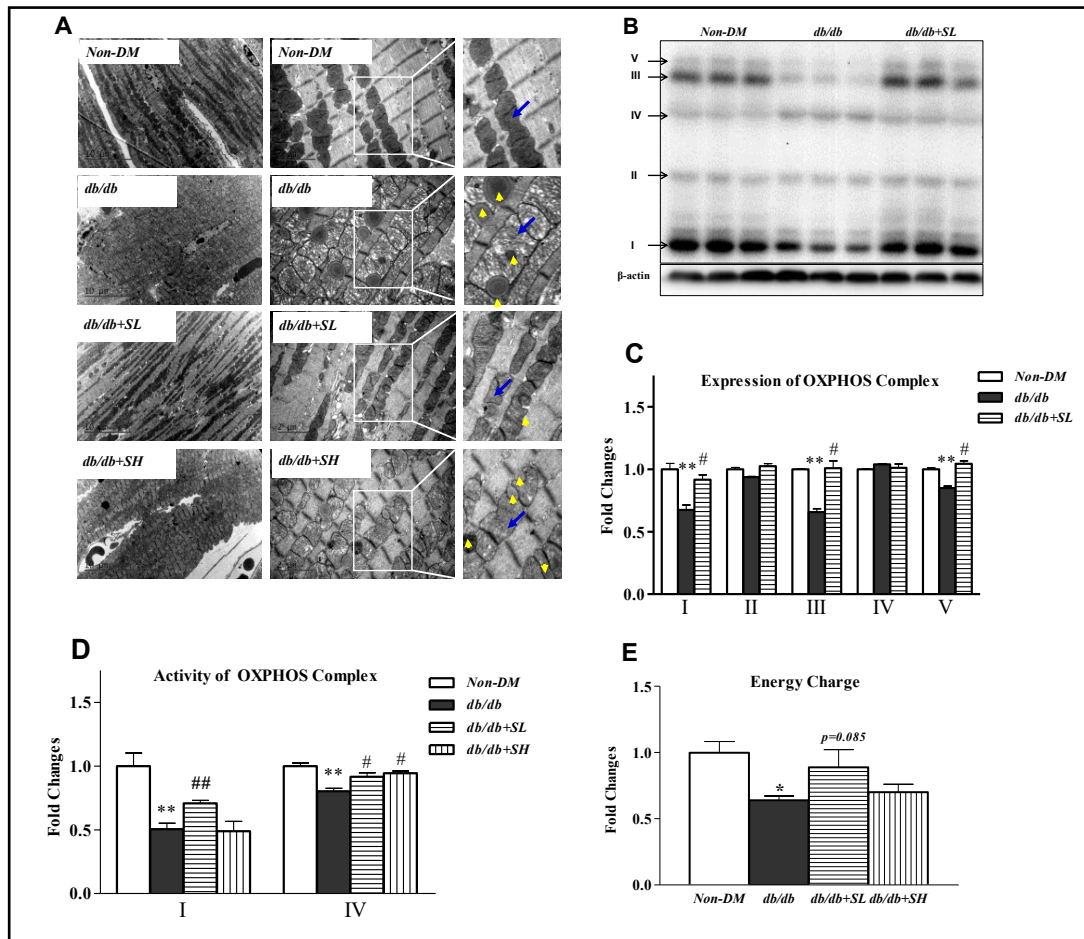 A
Non-DM
Non-DM
db/db
db/db
10 μm
db/db+SL
db/db+SL
10 μm
2 μm
db/db+SH
db/db+SH
B
Non-DM db/db db/db+SL
V
III
IV
II
I
β-actin
C
Expression of OXPHOS Complex
Non-DM
db/db
db/db+SL
Fold Changes
1.5
1.0
0.5
0.0
** # ** # ** #
I II III IV V
D
Activity of OXPHOS Complex
Non-DM
db/db
db/db+SL
db/db+SH
Fold Changes
1.5
1.0
0.5
0.0
** ## ** # #
I IV
E
Energy Charge
Fold Changes
1.5
1.0
0.5
0.0
* p=0.085
Non-DM db/db db/db+SL db/db+SH